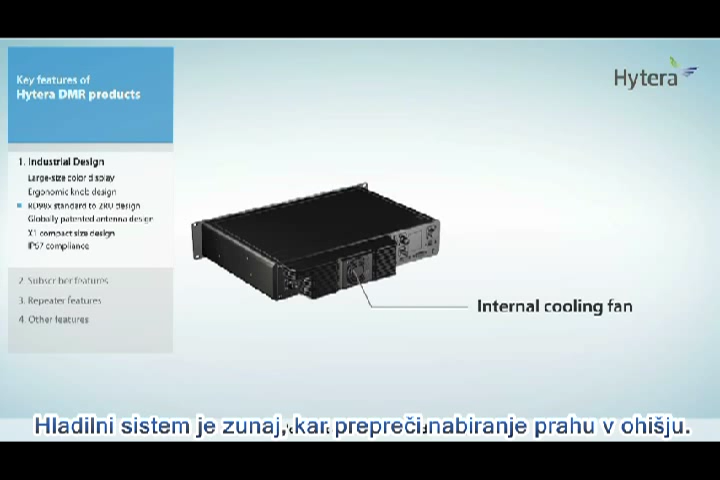 Key features of
Hytera DMR products
Hytera
1. Industrial Design
Large-size color display
Ergonomic knob design
RD98X standard to 2RU design
Globally patented antenna design
X1 compact size design
IP67 compliance
2. Subscriber features
3. Repeater features
4. Other features
Internal cooling fan
Hladilni sistem je zunaj, kar prepreči nabiranje prahu v ohišju.